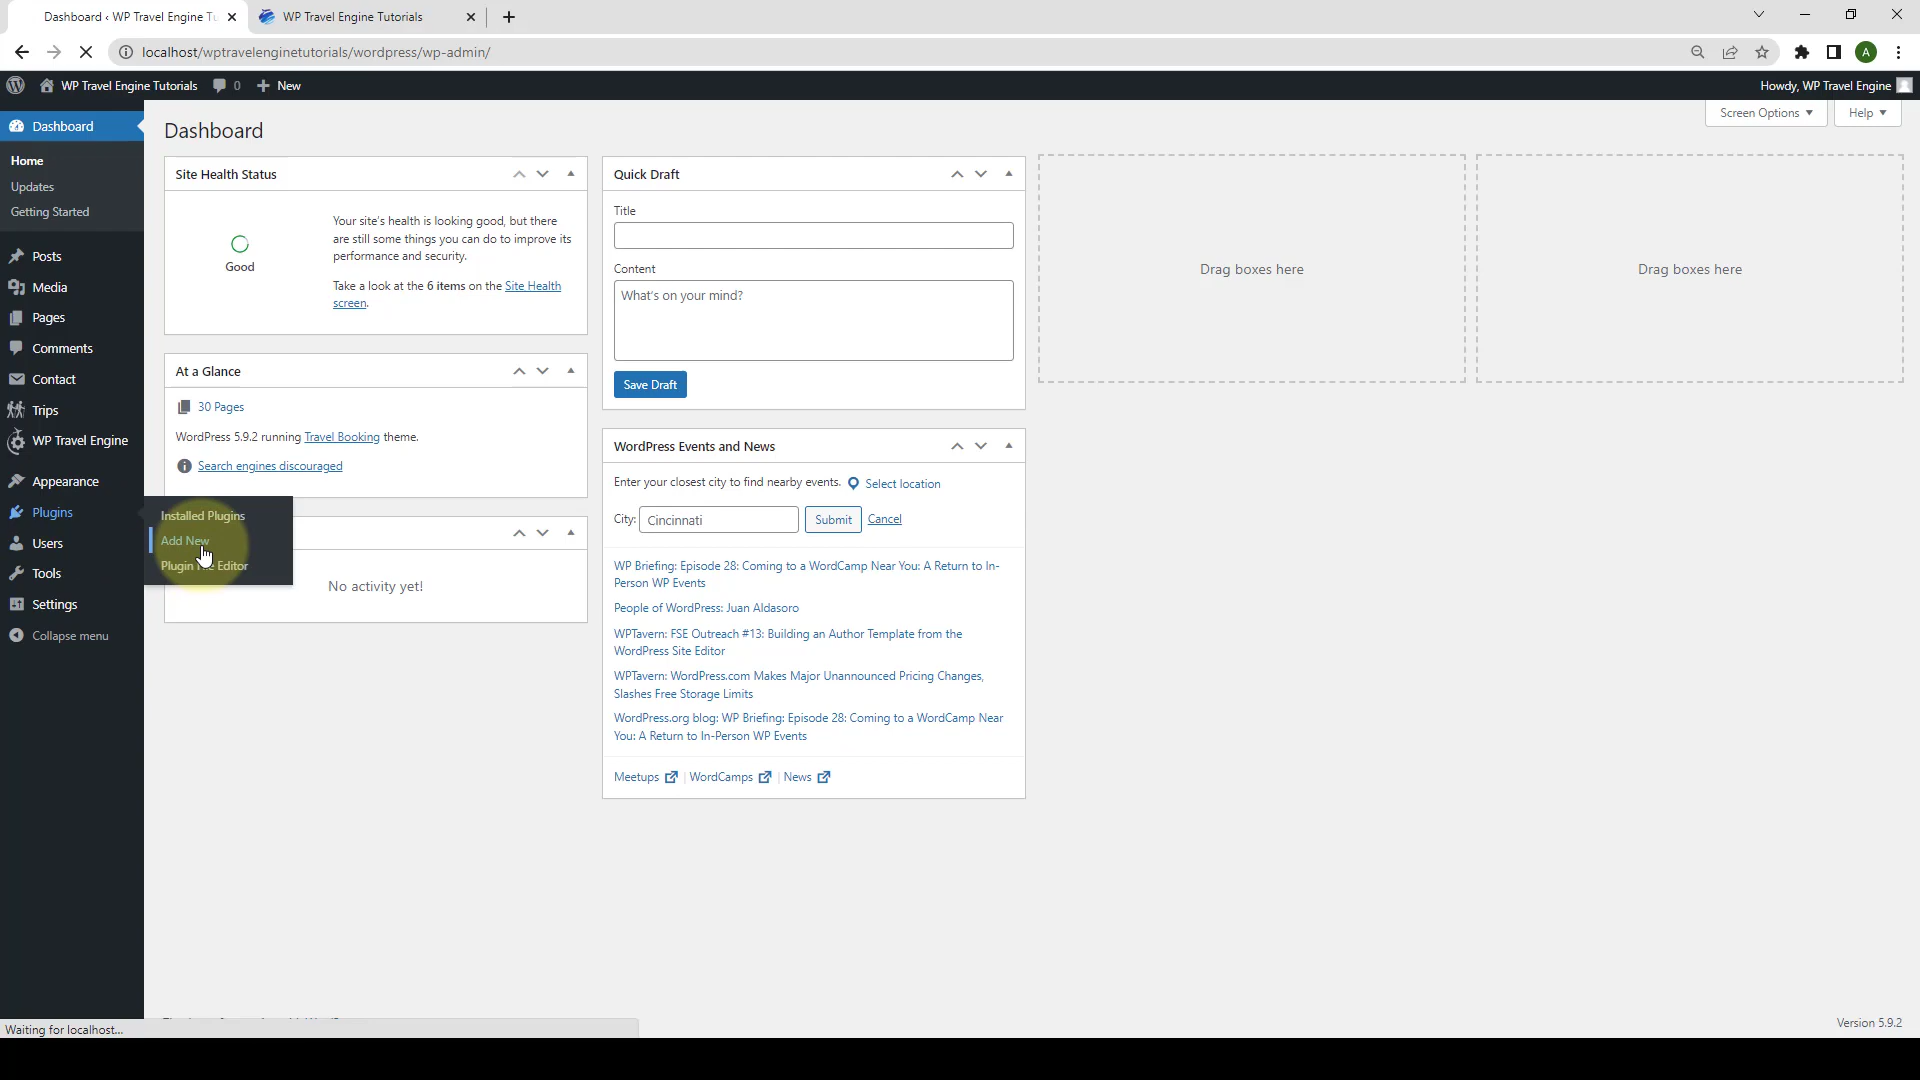 Dashboard ‹ WP Travel Engine Tu
WP Travel Engine Tutorials
localhost/wptravelenginetutorials/wordpress/wp-admin/
A
WP Travel Engine Tutorials
0
New
Howdy, WP Travel Engine
Screen Options
Help
Dashboard
Home
Updates
Getting Started
Posts
Media
Pages
Comments
Contact
Trips
WP Travel Engine
Appearance
Plugins
Users
Tools
Settings
Collapse menu
Installed Plugins
Add New
Plugin Editor
Dashboard
Site Health Status
Good
Your site's health is looking good, but there
are still some things you can do to improve its
performance and security.
Take a look at the 6 items on the Site Health
screen.
At a Glance
30 Pages
WordPress 5.9.2 running Travel Booking theme.
Search engines discouraged
No activity yet!
Quick Draft
Title
Content
What's on your mind?
Save Draft
WordPress Events and News
Enter your closest city to find nearby events. Select location
City: Cincinnati Submit Cancel
WP Briefing: Episode 28: Coming to a WordCamp Near You: A Return to In-
Person WP Events
People of WordPress: Juan Aldasoro
WPTavern: FSE Outreach #13: Building an Author Template from the
WordPress Site Editor
WPTavern: WordPress.com Makes Major Unannounced Pricing Changes,
Slashes Free Storage Limits
WordPress.org blog: WP Briefing: Episode 28: Coming to a WordCamp Near
You: A Return to In-Person WP Events
Meetups | WordCamps | News
Drag boxes here
Drag boxes here
Waiting for localhost...
Version 5.9.2